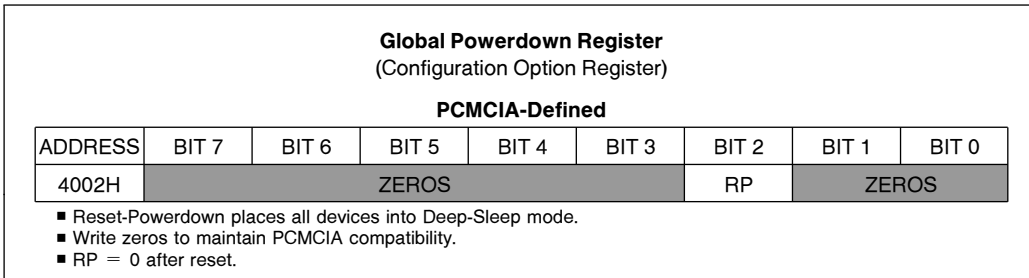 Global Powerdown Register
(Configuration Option Register)
PCMCIA-Defined
ADDRESS BIT 7 BIT 6 BIT 5 BIT 4 BIT 3 BIT 2 BIT 1 BIT 0
4002H ZEROS RP ZEROS
■ Reset-Powerdown places all devices into Deep-Sleep mode.
■ Write zeros to maintain PCMCIA compatibility.
■ RP = 0 after reset.